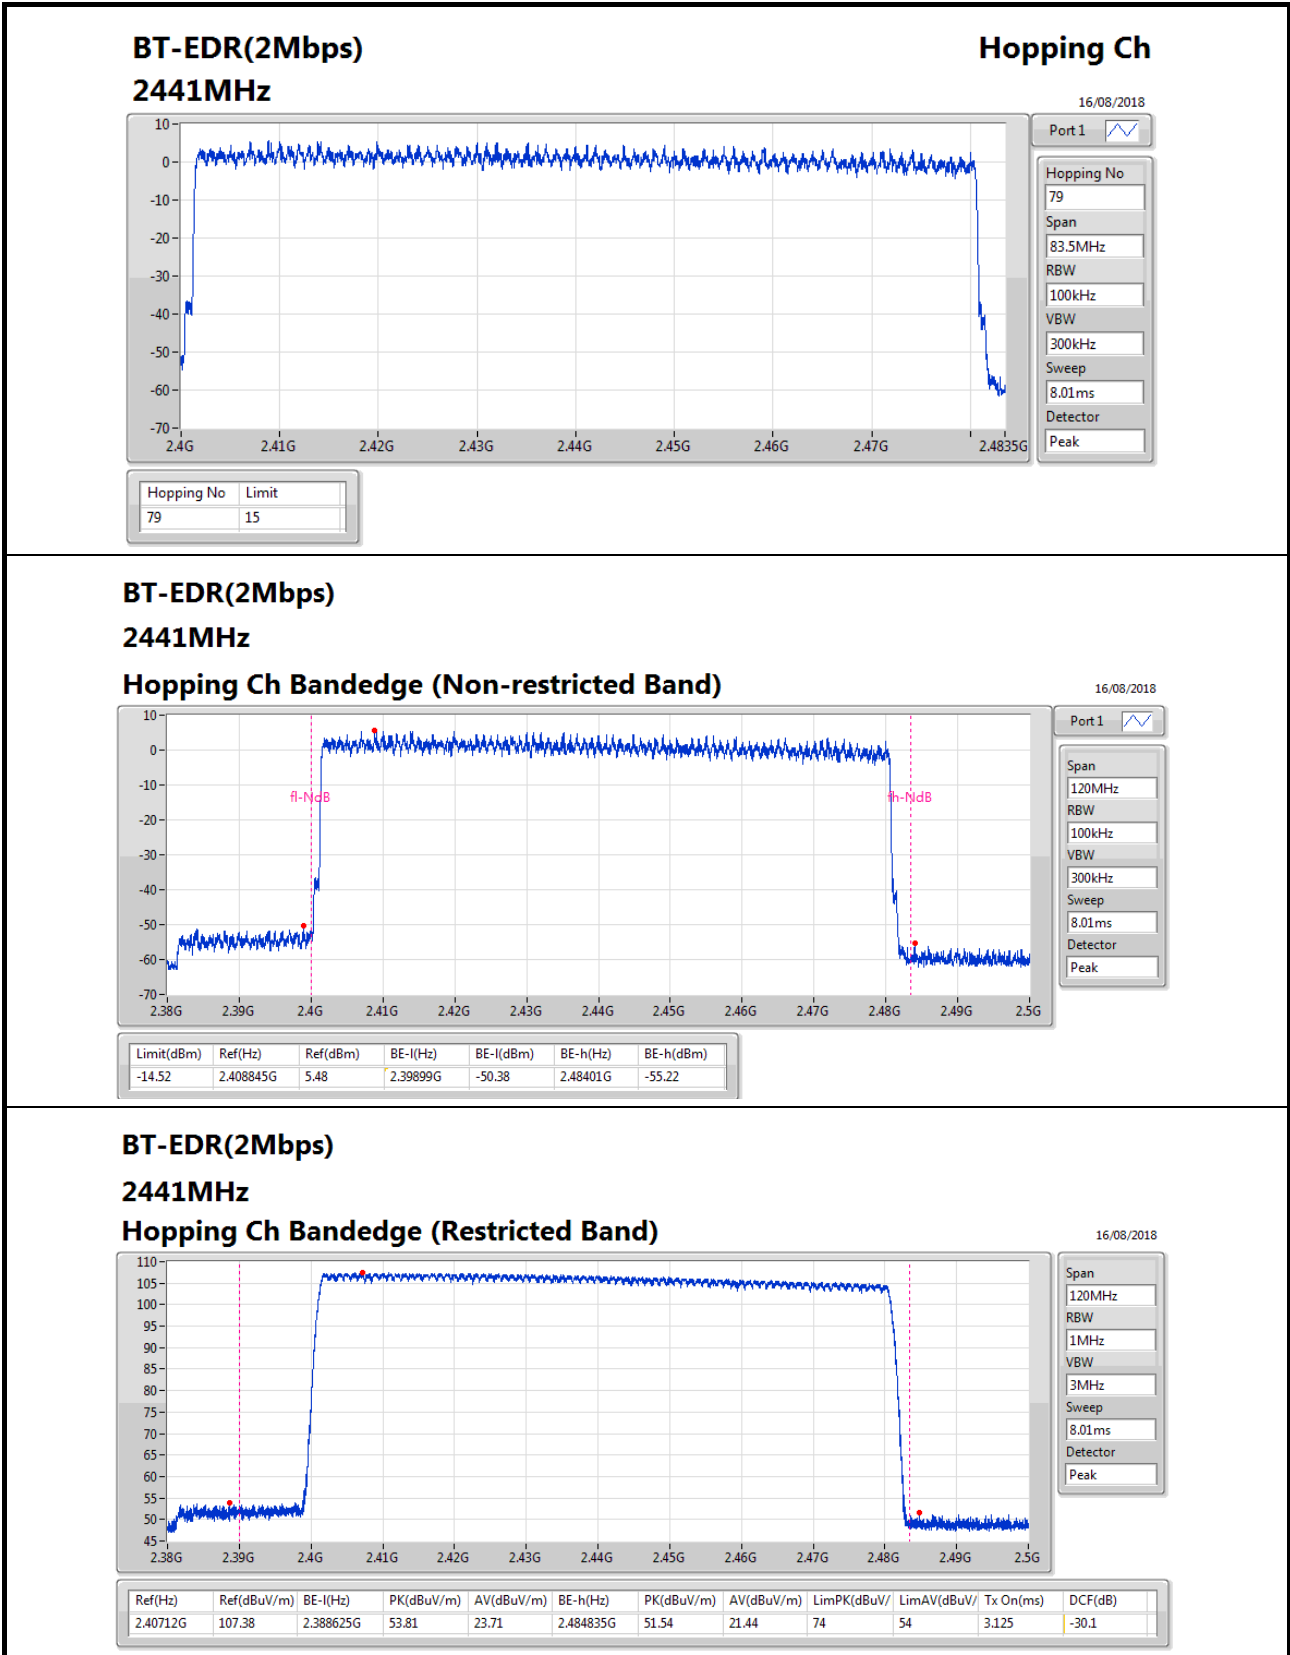 BT-EDR(2Mbps) Hopping Ch
2441MHz
16/08/2018
Port 1
10
0
-10
-20
-30
-40
-50
-60
-70
2.4G 2.41G 2.42G 2.43G 2.44G 2.45G 2.46G 2.47G 2.4835G
Hopping No
79
Span
83.5MHz
RBW
100kHz
VBW
300kHz
Sweep
8.01ms
Detector
Peak
Hopping No Limit
79 15
BT-EDR(2Mbps)
2441MHz
Hopping Ch Bandedge (Non-restricted Band)
16/08/2018
Port 1
10
0
-10
fl-NdB fh-NdB
-20
-30
-40
-50
-60
-70
2.38G 2.39G 2.4G 2.41G 2.42G 2.43G 2.44G 2.45G 2.46G 2.47G 2.48G 2.49G 2.5G
Span
120MHz
RBW
100kHz
VBW
300kHz
Sweep
8.01ms
Detector
Peak
Limit(dBm) Ref(Hz) Ref(dBm) BE-l(Hz) BE-l(dBm) BE-h(Hz) BE-h(dBm)
-14.52 2.408845G 5.48 2.39899G -50.38 2.48401G -55.22
BT-EDR(2Mbps)
2441MHz
Hopping Ch Bandedge (Restricted Band)
16/08/2018
110
105
100
95
90
85
80
75
70
65
60
55
50
45
2.38G 2.39G 2.4G 2.41G 2.42G 2.43G 2.44G 2.45G 2.46G 2.47G 2.48G 2.49G 2.5G
Span
120MHz
RBW
1MHz
VBW
3MHz
Sweep
8.01ms
Detector
Peak
Ref(Hz) Ref(dBuV/m) BE-l(Hz) PK(dBuV/m) AV(dBuV/m) BE-h(Hz) PK(dBuV/m) AV(dBuV/m) LimPK(dBuV/ LimAV(dBuV/ Tx On(ms) DCF(dB)
2.40712G 107.38 2.388625G 53.81 23.71 2.484835G 51.54 21.44 74 54 3.125 -30.1